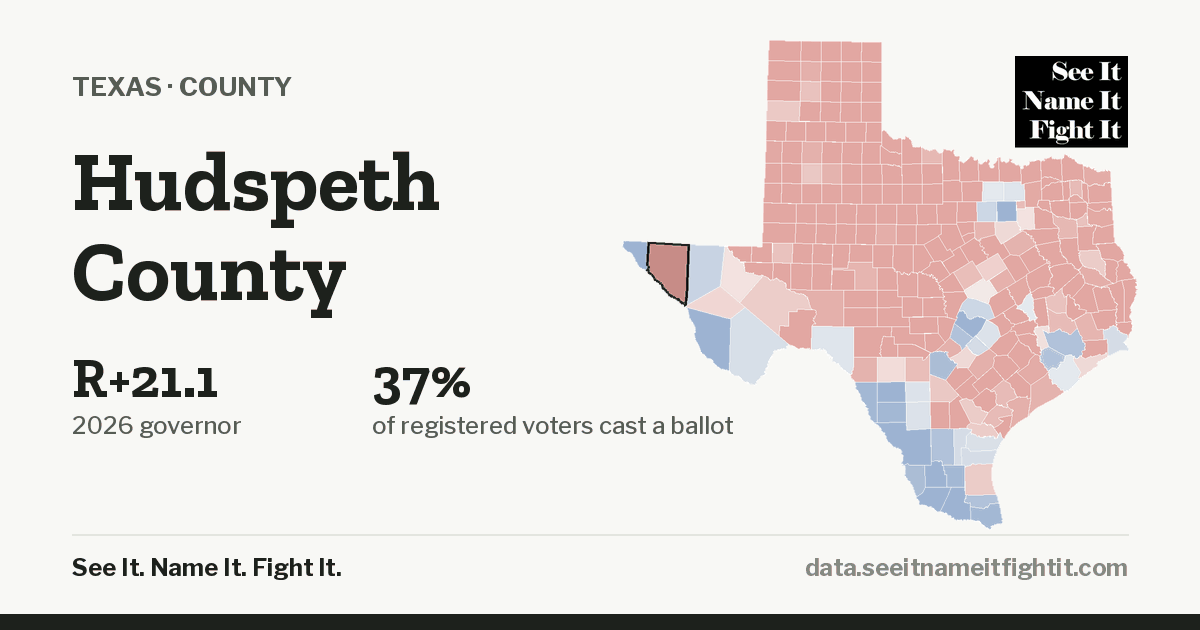 TEXAS · COUNTY
Hudspeth
County
R+21.1
2026 governor
37%
of registered voters cast a ballot
See It
Name It
Fight It
See It. Name It. Fight It.
data.seeitnameitfightit.com